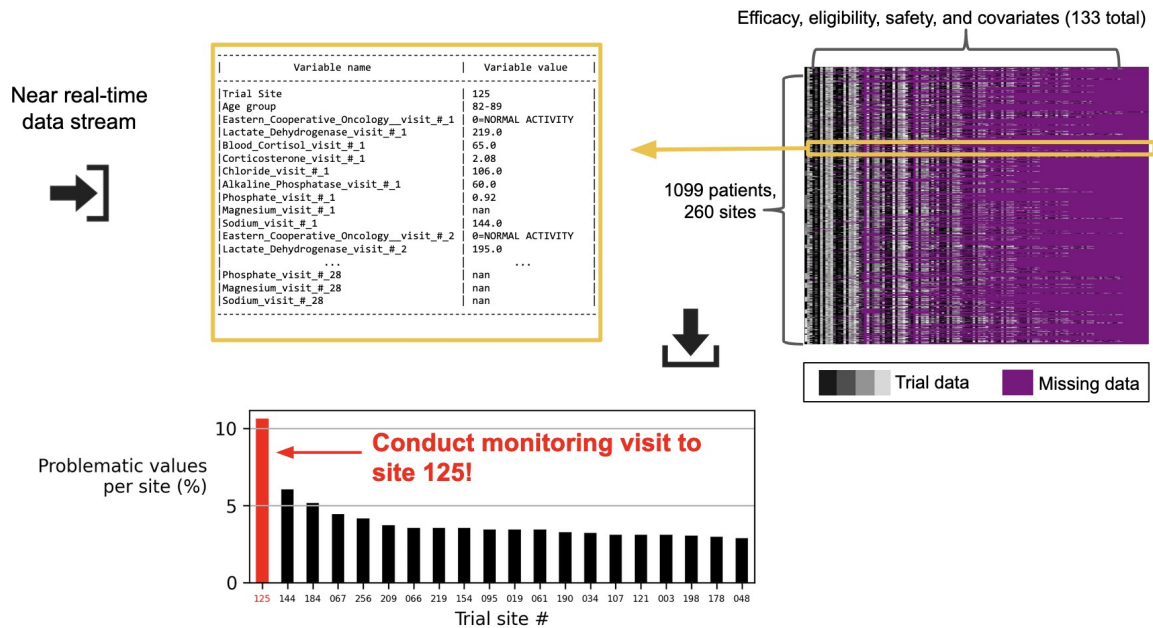 Efficacy, eligibility, safety, and covariates (133 total)
Near real-time
data stream
| Variable name | Variable value |
|Trial Site | 125 |
|Age group | 82-89 |
|Eastern_Cooperative_Oncology__visit_#_1 | 0=NORMAL ACTIVITY |
|Lactate_Dehydrogenase_visit_#_1 | 219.0 |
|Blood_Cortisol_visit_#_1 | 65.0 |
|Corticosterone_visit_#_1 | 2.08 |
|Chloride_visit_#_1 | 106.0 |
|Alkaline_Phosphatase_visit_#_1 | 60.0 |
|Phosphate_visit_#_1 | 0.92 |
|Magnesium_visit_#_1 | nan |
|Sodium_visit_#_1 | 144.0 |
|Eastern_Cooperative_Oncology__visit_#_2 | 0=NORMAL ACTIVITY |
|Lactate_Dehydrogenase_visit_#_2 | 195.0 |
| ... | ... |
|Phosphate_visit_#_28 | nan |
|Magnesium_visit_#_28 | nan |
|Sodium_visit_#_28 | nan |
1099 patients,
260 sites
Trial data
Missing data
Problematic values
per site (%)
10
5
0
Conduct monitoring visit to
site 125!
125 144 184 067 256 209 066 219 154 095 019 061 190 034 107 121 003 198 178 048
Trial site #